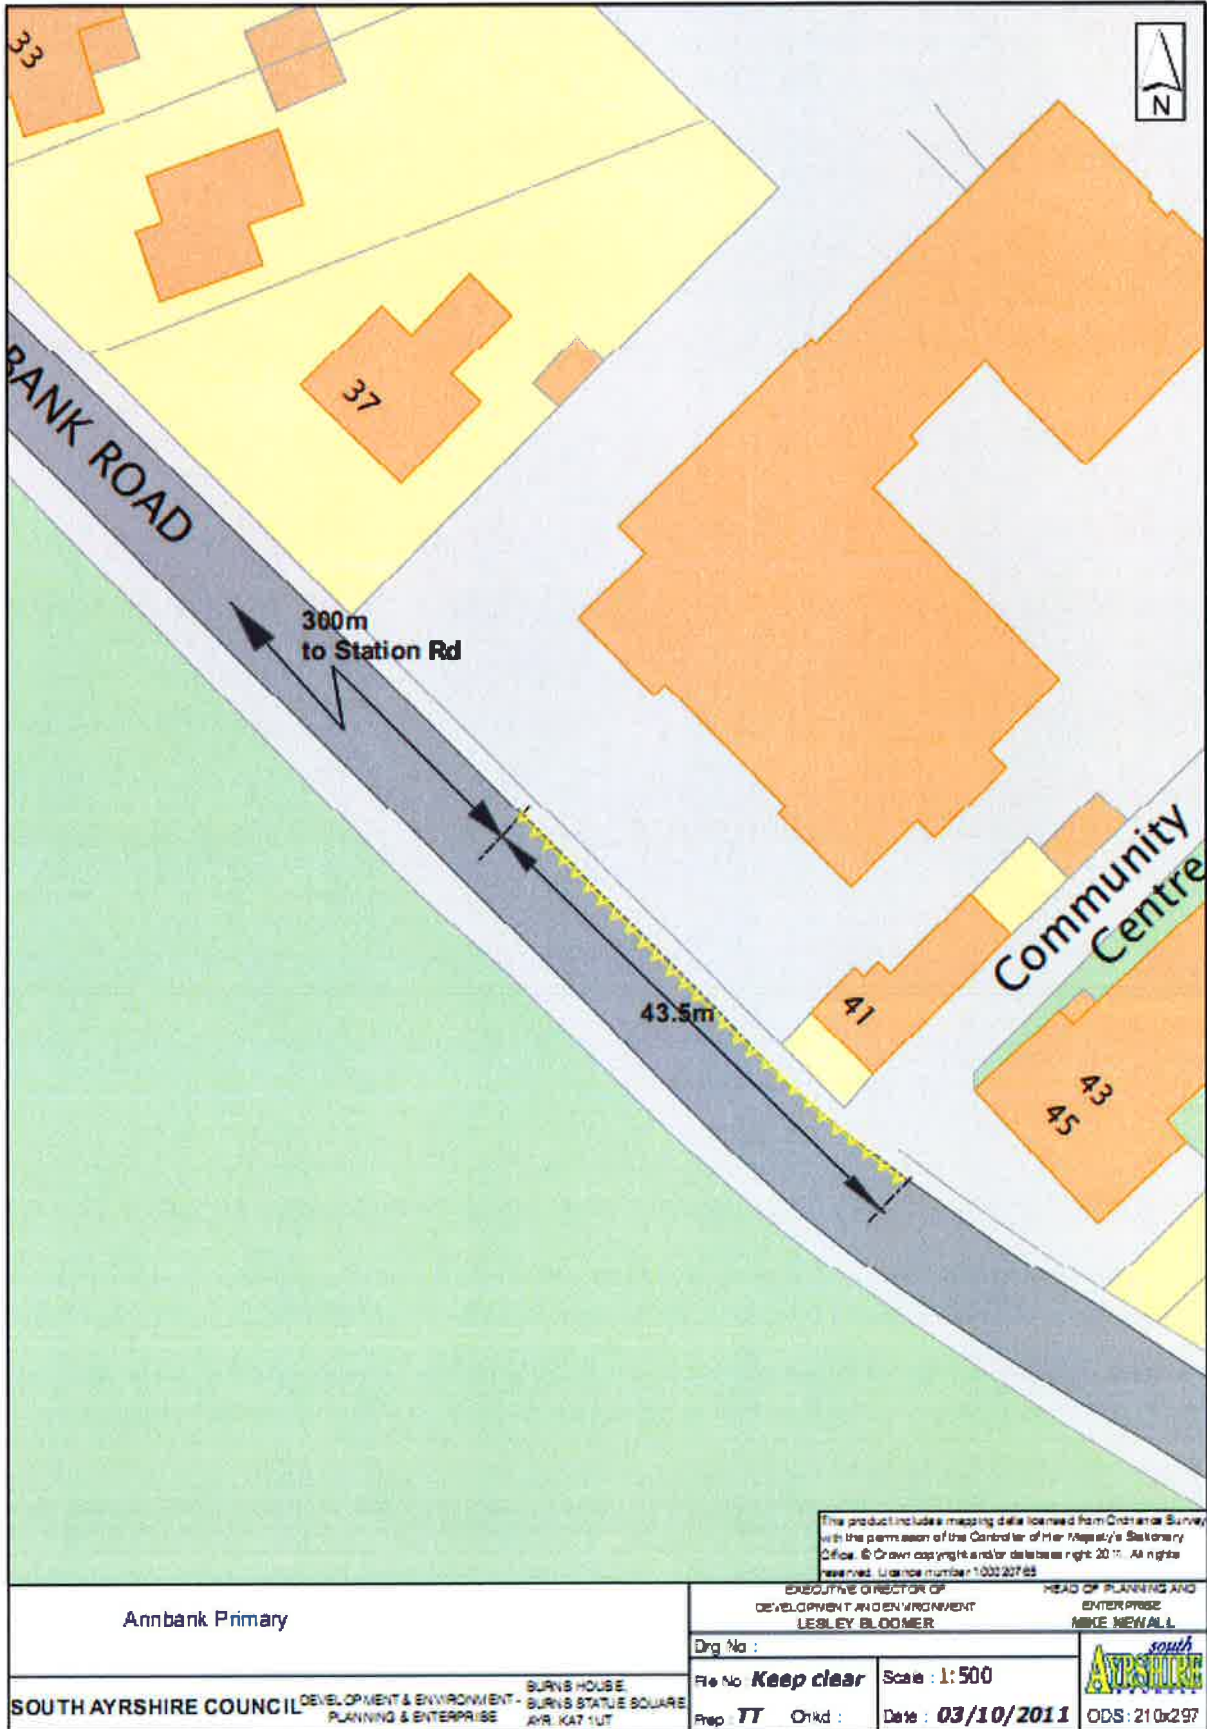 33
N
37
BANK ROAD
300m
to Station Rd
Community
Centre
43.5m
41
43
45
This product includes mapping data licensed from Ordnance Survey
with the permission of the Controller of Her Majesty's Stationery
Office. © Crown copyright and/or database right 2011. All rights
reserved. Licence number 100020765
Annbank Primary
EXECUTIVE DIRECTOR OF
DEVELOPMENT AND ENVIRONMENT
LESLEY BLOOMER
HEAD OF PLANNING AND
ENTERPRISE
MIKE NEWALL
Drg No :
File No: Keep clear
Scale : 1:500
south
AYRSHIRE
COUNCIL
SOUTH AYRSHIRE COUNCIL
DEVELOPMENT & ENVIRONMENT -
PLANNING & ENTERPRISE
BURNS HOUSE,
BURNS STATUE SQUARE,
AYR. KA7 1UT
Prep : TT Chkd :
Date : 03/10/2011
ODS: 210x297